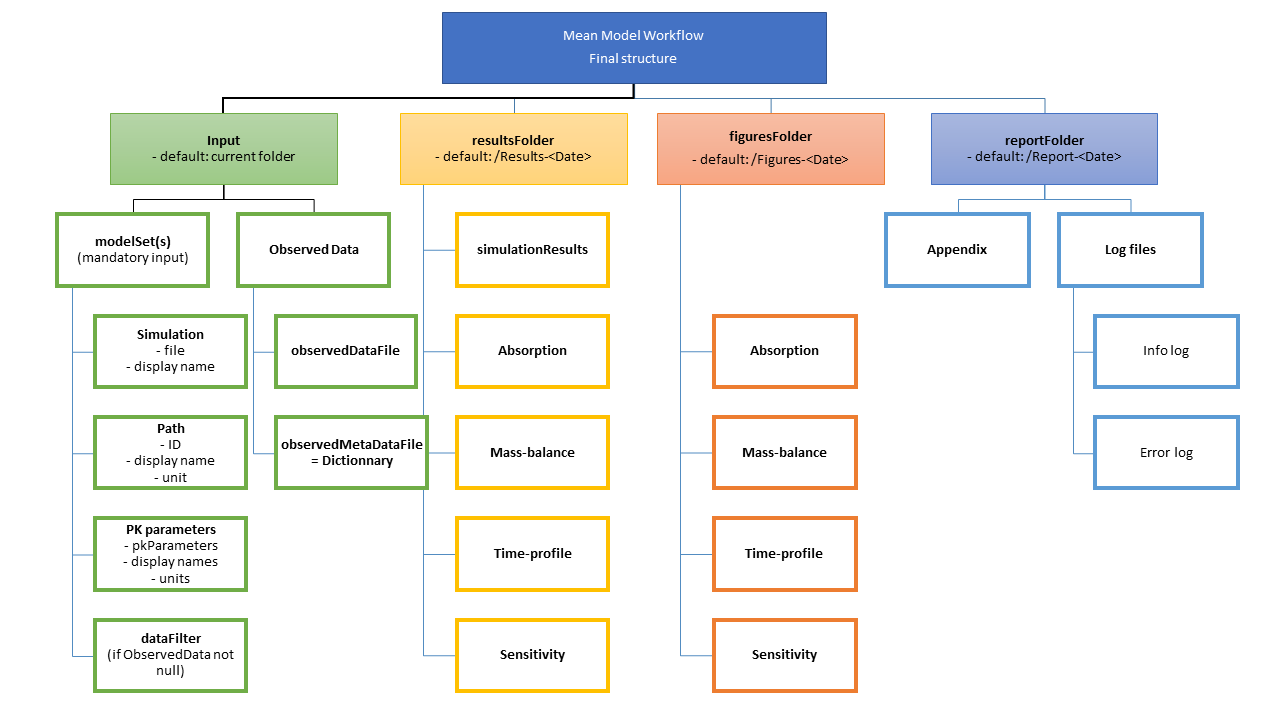 Mean Model Workflow
Final structure
Input
- default: current folder
resultsFolder
- default: /Results-<Date>
figuresFolder
- default: /Figures-<Date>
reportFolder
- default: /Report-<Date>
modelSet(s)
(mandatory input)
Observed Data
simulationResults
Appendix
Log files
Simulation
- file
- display name
observedDataFile
Absorption
Absorption
Info log
Path
- ID
- display name
- unit
observedMetaDataFile
= Dictionnary
Mass-balance
Mass-balance
Error log
PK parameters
- pkParameters
- display names
- units
Time-profile
Time-profile
dataFilter
(if ObservedData not
null)
Sensitivity
Sensitivity